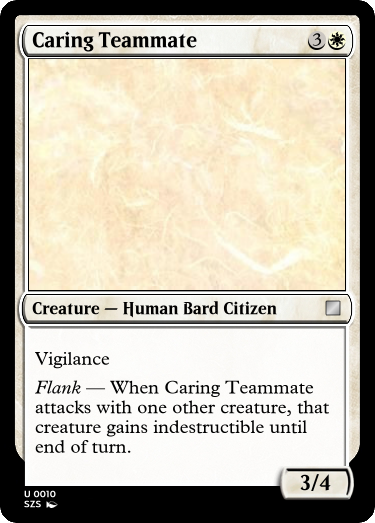 Caring Teammate 3
Creature — Human Bard Citizen
Vigilance
Flank — When Caring Teammate
attacks with one other creature, that
creature gains indestructible until
end of turn.
3/4
U 0010
SZS